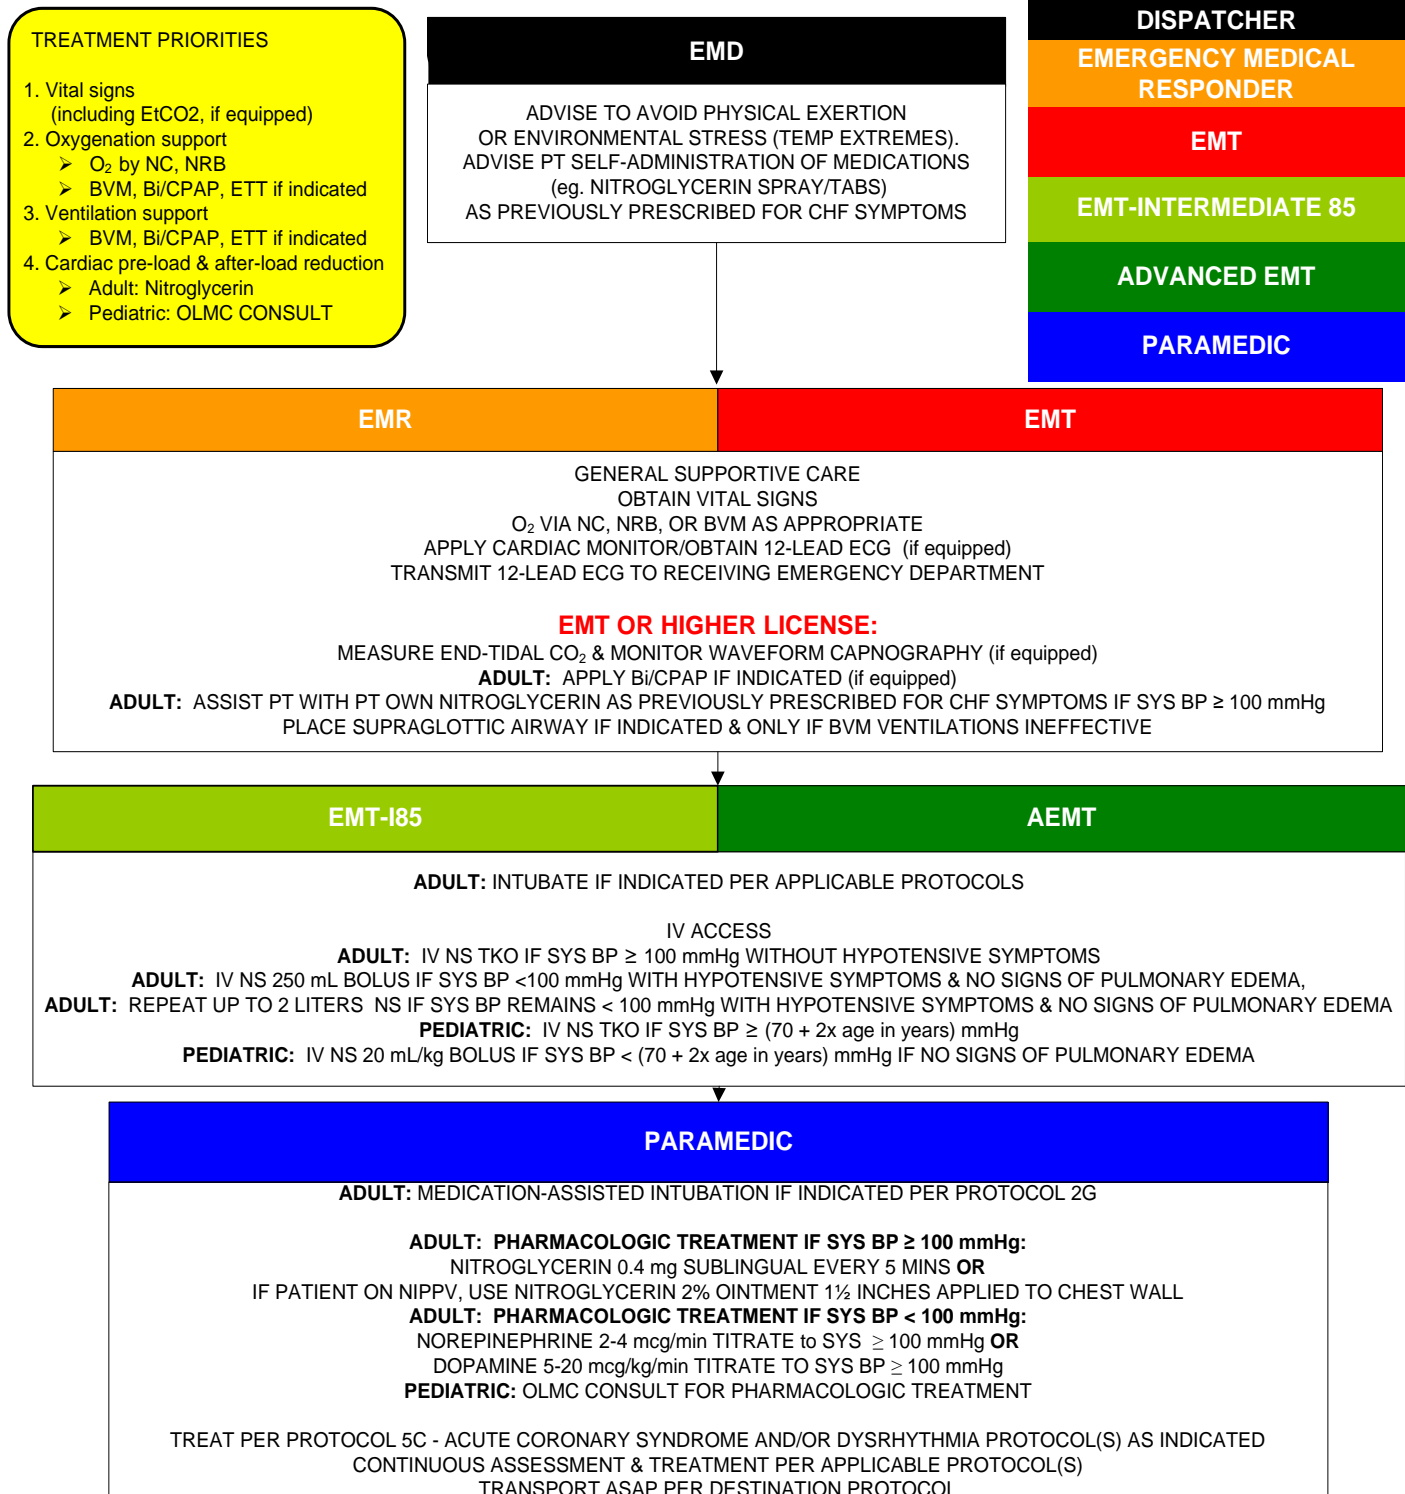 TREATMENT PRIORITIES
1. Vital signs
(including EtCO2, if equipped)
2. Oxygenation support
➢ O₂ by NC, NRB
➢ BVM, Bi/CPAP, ETT if indicated
3. Ventilation support
➢ BVM, Bi/CPAP, ETT if indicated
4. Cardiac pre-load & after-load reduction
➢ Adult: Nitroglycerin
➢ Pediatric: OLMC CONSULT
EMD
ADVISE TO AVOID PHYSICAL EXERTION
OR ENVIRONMENTAL STRESS (TEMP EXTREMES).
ADVISE PT SELF-ADMINISTRATION OF MEDICATIONS
(eg. NITROGLYCERIN SPRAY/TABS)
AS PREVIOUSLY PRESCRIBED FOR CHF SYMPTOMS
DISPATCHER
EMERGENCY MEDICAL
RESPONDER
EMT
EMT-INTERMEDIATE 85
ADVANCED EMT
PARAMEDIC
EMR
EMT
GENERAL SUPPORTIVE CARE
OBTAIN VITAL SIGNS
O₂ VIA NC, NRB, OR BVM AS APPROPRIATE
APPLY CARDIAC MONITOR/OBTAIN 12-LEAD ECG (if equipped)
TRANSMIT 12-LEAD ECG TO RECEIVING EMERGENCY DEPARTMENT
EMT OR HIGHER LICENSE:
MEASURE END-TIDAL CO₂ & MONITOR WAVEFORM CAPNOGRAPHY (if equipped)
ADULT: APPLY Bi/CPAP IF INDICATED (if equipped)
ADULT: ASSIST PT WITH PT OWN NITROGLYCERIN AS PREVIOUSLY PRESCRIBED FOR CHF SYMPTOMS IF SYS BP ≥ 100 mmHg
PLACE SUPRAGLOTTIC AIRWAY IF INDICATED & ONLY IF BVM VENTILATIONS INEFFECTIVE
EMT-I85
AEMT
ADULT: INTUBATE IF INDICATED PER APPLICABLE PROTOCOLS
IV ACCESS
ADULT: IV NS TKO IF SYS BP ≥ 100 mmHg WITHOUT HYPOTENSIVE SYMPTOMS
ADULT: IV NS 250 mL BOLUS IF SYS BP <100 mmHg WITH HYPOTENSIVE SYMPTOMS & NO SIGNS OF PULMONARY EDEMA,
ADULT: REPEAT UP TO 2 LITERS NS IF SYS BP REMAINS < 100 mmHg WITH HYPOTENSIVE SYMPTOMS & NO SIGNS OF PULMONARY EDEMA
PEDIATRIC: IV NS TKO IF SYS BP ≥ (70 + 2x age in years) mmHg
PEDIATRIC: IV NS 20 mL/kg BOLUS IF SYS BP < (70 + 2x age in years) mmHg IF NO SIGNS OF PULMONARY EDEMA
PARAMEDIC
ADULT: MEDICATION-ASSISTED INTUBATION IF INDICATED PER PROTOCOL 2G
ADULT: PHARMACOLOGIC TREATMENT IF SYS BP ≥ 100 mmHg:
NITROGLYCERIN 0.4 mg SUBLINGUAL EVERY 5 MINS OR
IF PATIENT ON NIPPV, USE NITROGLYCERIN 2% OINTMENT 1½ INCHES APPLIED TO CHEST WALL
ADULT: PHARMACOLOGIC TREATMENT IF SYS BP < 100 mmHg:
NOREPINEPHRINE 2-4 mcg/min TITRATE to SYS ≥ 100 mmHg OR
DOPAMINE 5-20 mcg/kg/min TITRATE TO SYS BP ≥ 100 mmHg
PEDIATRIC: OLMC CONSULT FOR PHARMACOLOGIC TREATMENT
TREAT PER PROTOCOL 5C - ACUTE CORONARY SYNDROME AND/OR DYSRHYTHMIA PROTOCOL(S) AS INDICATED
CONTINUOUS ASSESSMENT & TREATMENT PER APPLICABLE PROTOCOL(S)
TRANSPORT ASAP PER DESTINATION PROTOCOL